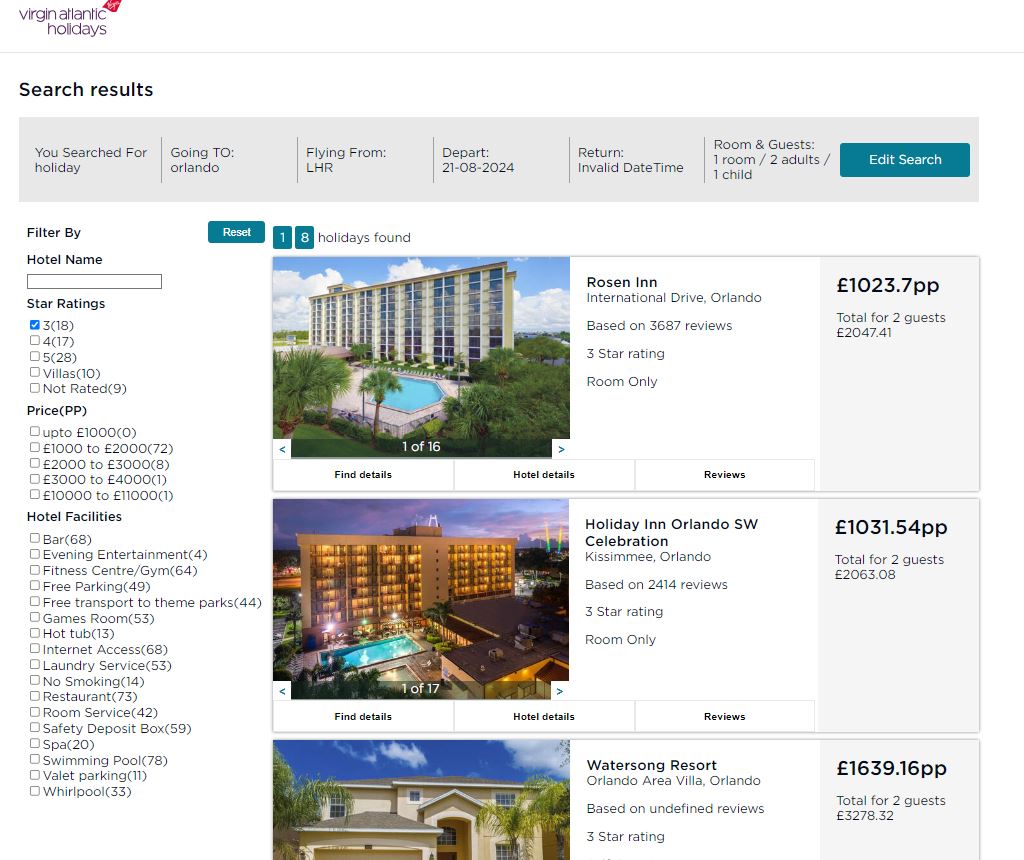 virgin atlantic
holidays
Search results
You Searched For
holiday
Going TO:
orlando
Flying From:
LHR
Depart:
21-08-2024
Return:
Invalid DateTime
Room & Guests:
1 room / 2 adults /
1 child
Edit Search
Filter By
Reset
Hotel Name
Star Ratings
3(18)
4(17)
5(28)
Villas(10)
Not Rated(9)
Price(PP)
upto £1000(0)
£1000 to £2000(72)
£2000 to £3000(8)
£3000 to £4000(1)
£10000 to £11000(1)
Hotel Facilities
Bar(68)
Evening Entertainment(4)
Fitness Centre/Gym(64)
Free Parking(49)
Free transport to theme parks(44)
Games Room(53)
Hot tub(13)
Internet Access(68)
Laundry Service(53)
No Smoking(14)
Restaurant(73)
Room Service(42)
Safety Deposit Box(59)
Spa(20)
Swimming Pool(78)
Valet parking(11)
Whirlpool(33)
1 8 holidays found
< 1 of 16 >
Find details
Hotel details
Reviews
Rosen Inn
International Drive, Orlando
Based on 3687 reviews
3 Star rating
Room Only
£1023.7pp
Total for 2 guests
£2047.41
< 1 of 17 >
Find details
Hotel details
Reviews
Holiday Inn Orlando SW
Celebration
Kissimmee, Orlando
Based on 2414 reviews
3 Star rating
Room Only
£1031.54pp
Total for 2 guests
£2063.08
Watersong Resort
Orlando Area Villa, Orlando
Based on undefined reviews
3 Star rating
£1639.16pp
Total for 2 guests
£3278.32